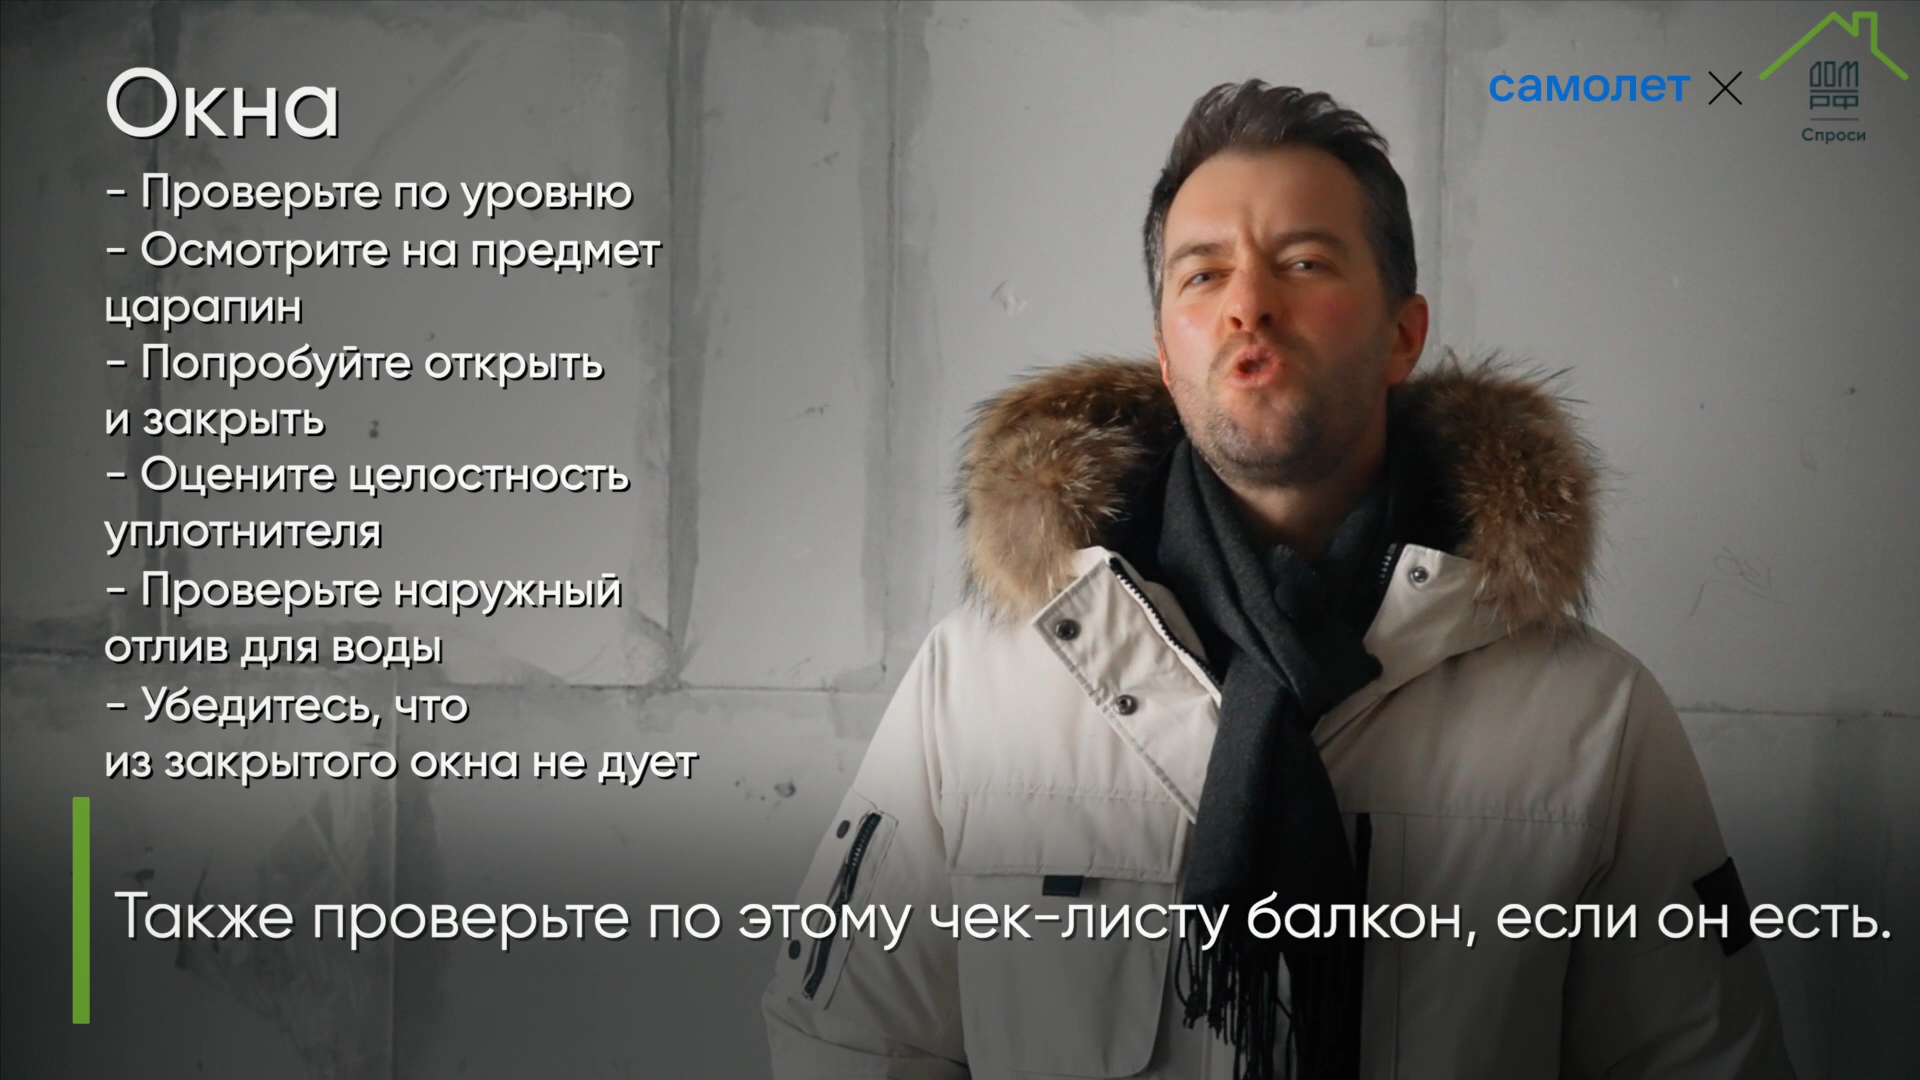 Окна
самолет
ДОМ
РФ
Спроси
- Проверьте по уровню
- Осмотрите на предмет
царапин
- Попробуйте открыть
и закрыть
- Оцените целостность
уплотнителя
- Проверьте наружный
отлив для воды
- Убедитесь, что
из закрытого окна не дует
Также проверьте по этому чек-листу балкон, если он есть.